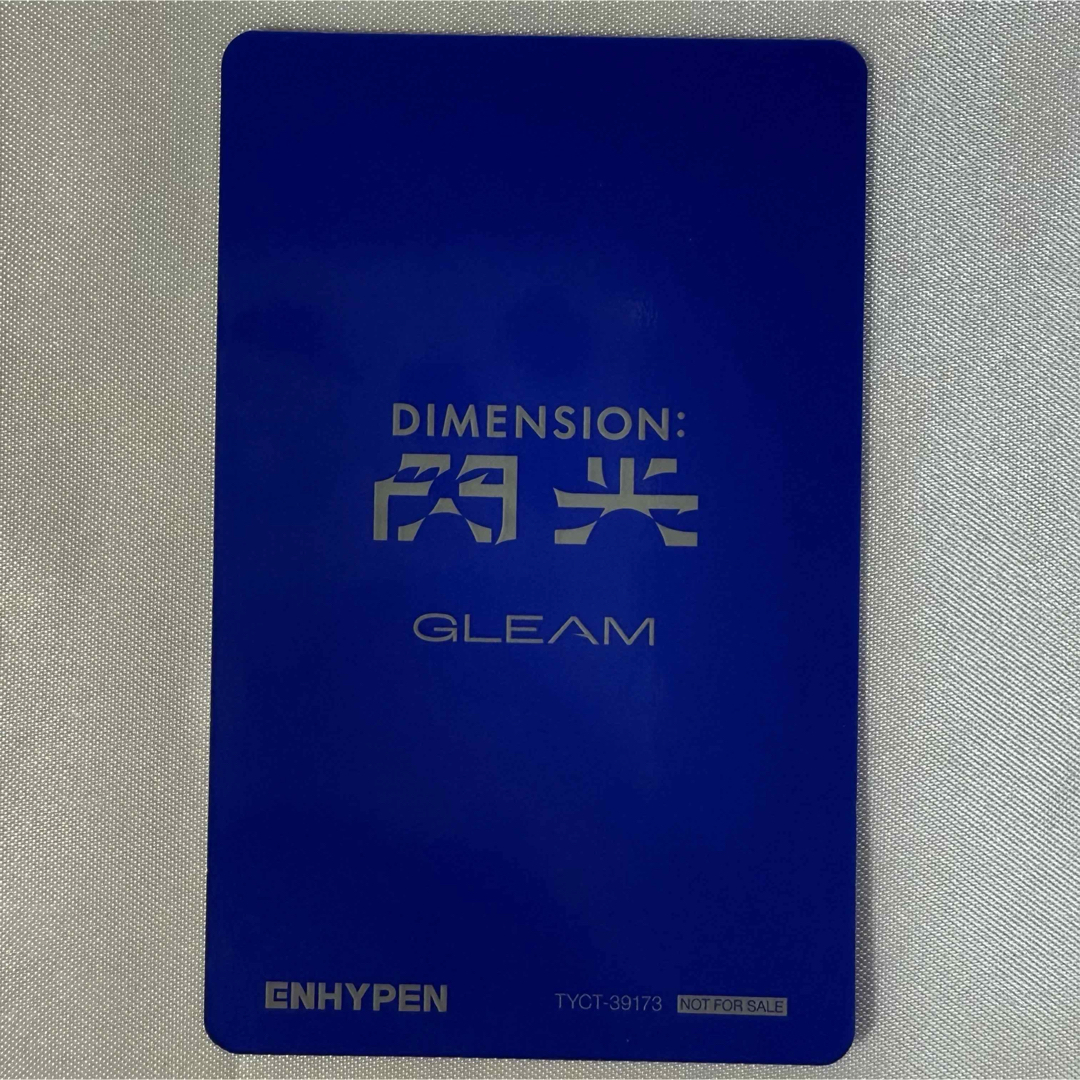 DIMENSION:
閃光
GLEAM
ENHYPEN TYCT-39173 NOT FOR SALE